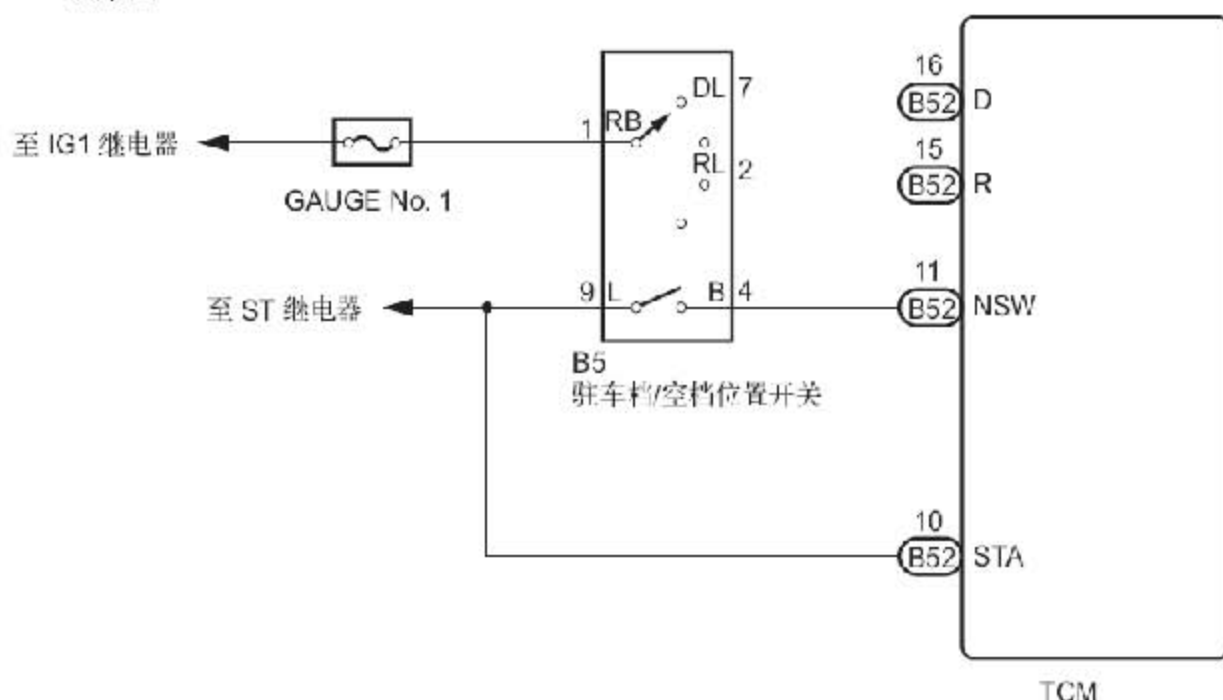 16
DL 7
B52 D
1 RB
至 IG1 继电器
15
RL 2
B52 R
GAUGE No. 1
11
9 L B 4
至 ST 继电器
B52 NSW
B5
驻车档/空档位置开关
10
B52 STA
TCM